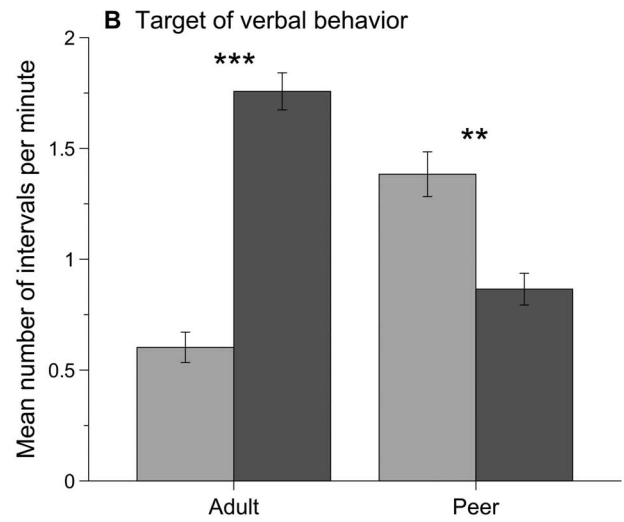 B Target of verbal behavior
Mean number of intervals per minute
2
1.5
1
0.5
0
***
**
Adult
Peer